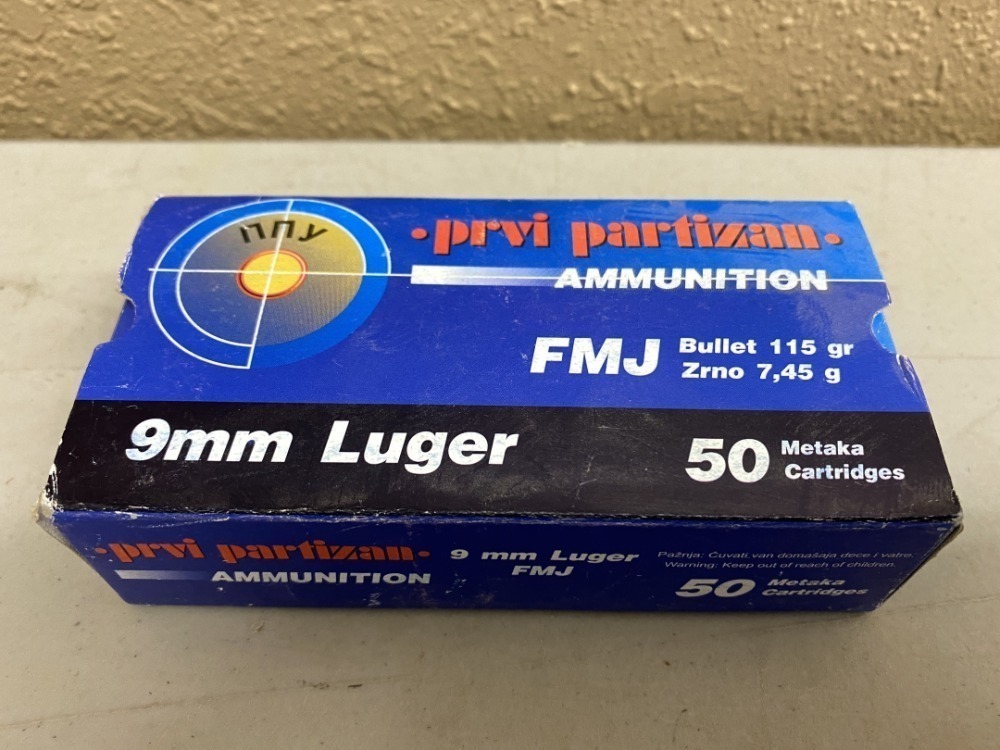 ППУ
·prvi partizan·
AMMUNITION
FMJ
Bullet 115 gr
Zrno 7,45 g
9mm Luger
50
Metaka
Cartridges
·prvi partizan·
AMMUNITION
9 mm Luger
FMJ
Pažnja: Čuvati van domašaja dece i vatre.
Warning: Keep out of reach of children.
50
Metaka
Cartridges